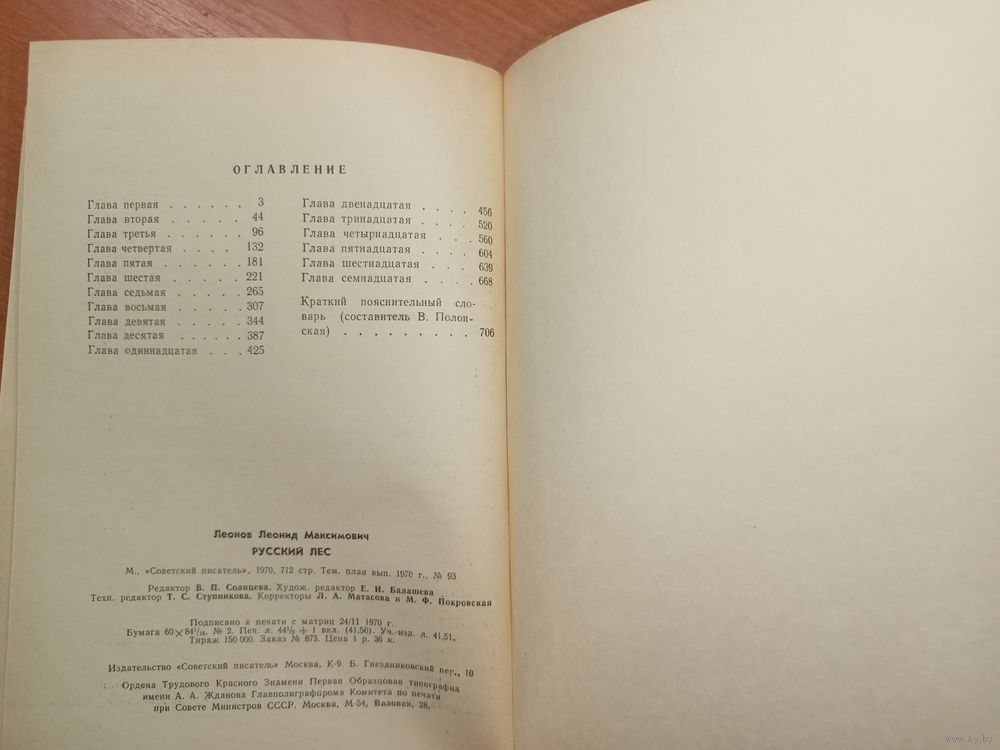 ОГЛАВЛЕНИЕ
Глава первая . . . . . . 3
Глава вторая . . . . . 44
Глава третья . . . . . 96
Глава четвертая . . . . 132
Глава пятая . . . . . 181
Глава шестая . . . . . 221
Глава седьмая . . . . . 265
Глава восьмая . . . . . 307
Глава девятая . . . . . 344
Глава десятая . . . . . 387
Глава одиннадцатая . . . 425
Глава двенадцатая . . . . 456
Глава тринадцатая . . . . 520
Глава четырнадцатая . . . 560
Глава пятнадцатая . . . . 604
Глава шестнадцатая . . . 639
Глава семнадцатая . . . . 668
Краткий пояснительный сло-
варь (составитель В. Полон-
ская) . . . . . . . . . 706
Леонов Леонид Максимович
РУССКИЙ ЛЕС
М., «Советский писатель», 1970, 712 стр. Тем. план вып. 1970 г., № 93
Редактор В. П. Солнцева. Худож. редактор Е. И. Балашева
Техн. редактор Т. С. Ступникова. Корректоры Л. А. Матасова и М. Ф. Покровская
Подписано к печати с матриц 24/II 1970 г.
Бумага 60×84¹/₁₆. № 2. Печ. л. 44¹/₂ + 1 вкл. (41,50). Уч.-изд. л. 41,51.
Тираж 150 000. Заказ № 873. Цена 1 р. 36 к.
Издательство «Советский писатель» Москва, К-9. Б. Гнездниковский пер., 10
Ордена Трудового Красного Знамени Первая Образцовая типография
имени А. А. Жданова Главполиграфпрома Комитета по печати
при Совете Министров СССР. Москва, М-54, Валовая, 28,
www.ay.by